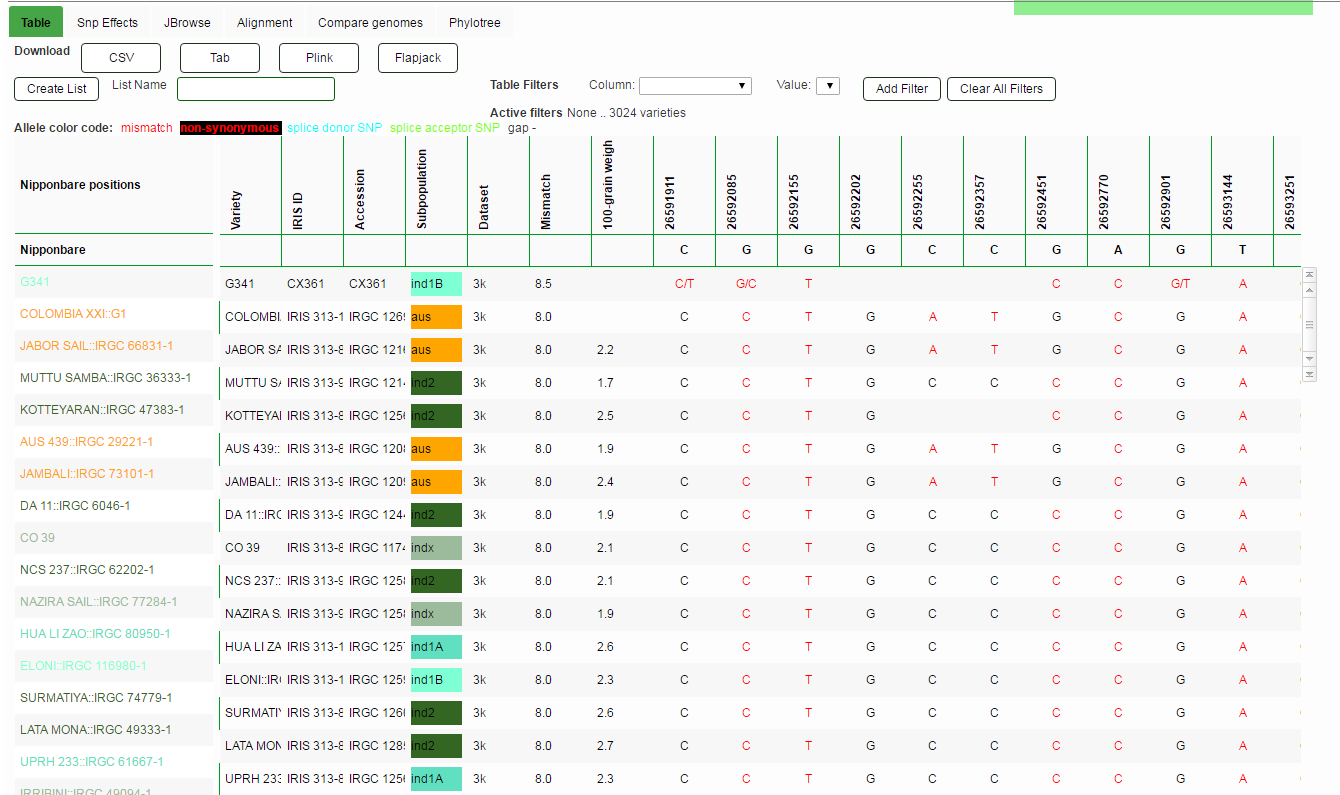 Table Snp Effects JBrowse Alignment Compare genomes Phylotree
Download CSV Tab Plink Flapjack
Create List List Name Table Filters Column: Value: Add Filter Clear All Filters
Active filters None .. 3024 varieties
Allele color code: mismatch non-synonymous splice donor SNP splice acceptor SNP gap -
Nipponbare positions Variety IRIS ID Accession Subpopulation Dataset Mismatch 100-grain weigh 26591911 26592085 26592155 26592202 26592255 26592357 26592451 26592770 26592901 26593144 26593251
Nipponbare C G G G C C G A G T
G341 G341 CX361 CX361 ind1B 3k 8.5 C/T G/C T C C G/T A
COLOMBIA XXI::G1 COLOMBI. IRIS 313-1 IRGC 1269 aus 3k 8.0 C C T G A T G C G A
JABOR SAIL::IRGC 66831-1 JABOR SA IRIS 313-8 IRGC 1216 aus 3k 8.0 2.2 C C T G A T G C G A
MUTTU SAMBA::IRGC 36333-1 MUTTU S/ IRIS 313-9 IRGC 1214 ind2 3k 8.0 1.7 C C T G C C C C G A
KOTTEYARAN::IRGC 47383-1 KOTTEYAI IRIS 313-8 IRGC 1256 ind2 3k 8.0 2.5 C C T G C C G A
AUS 439::IRGC 29221-1 AUS 439:: IRIS 313-8 IRGC 1208 aus 3k 8.0 1.9 C C T G A T G C G A
JAMBALI::IRGC 73101-1 JAMBALI:: IRIS 313-9 IRGC 1209 aus 3k 8.0 2.4 C C T G A T G C G A
DA 11::IRGC 6046-1 DA 11::IRC IRIS 313-9 IRGC 1244 ind2 3k 8.0 1.9 C C T G C C C C G A
CO 39 CO 39 IRIS 313-8 IRGC 1174 indx 3k 8.0 2.1 C C T G C C C C G A
NCS 237::IRGC 62202-1 NCS 237:: IRIS 313-9 IRGC 1258 ind2 3k 8.0 2.1 C C T G C C C C G A
NAZIRA SAIL::IRGC 77284-1 NAZIRA S. IRIS 313-9 IRGC 1258 indx 3k 8.0 1.9 C C T G C C C C G A
HUA LI ZAO::IRGC 80950-1 HUA LI ZA IRIS 313-1 IRGC 1257 ind1A 3k 8.0 2.6 C C T G C C C C G A
ELONI::IRGC 116980-1 ELONI::IR( IRIS 313-1 IRGC 1259 ind1B 3k 8.0 2.3 C C T G C C C C G A
SURMATIYA::IRGC 74779-1 SURMATI' IRIS 313-8 IRGC 1260 ind2 3k 8.0 2.6 C C T G C C C C G A
LATA MONA::IRGC 49333-1 LATA MON IRIS 313-8 IRGC 1285 ind2 3k 8.0 2.7 C C T G C C C C G A
UPRH 233::IRGC 61667-1 UPRH 233 IRIS 313-8 IRGC 1256 ind1A 3k 8.0 2.3 C C T G C C C C G A
IRRIBINI::IRGC 49094-1